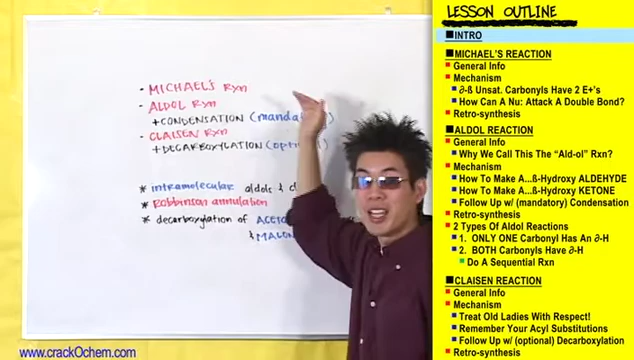 - MICHAEL'S Rxn
- ALDOL Rxn
+ CONDENSATION (manda
- CLAISEN Rxn
+ DECARBOXYLATION (opt
* intramolecular aldols & c
* Robbinson annulation
* decarboxylation of ACETO
& MALON
www.crackOchem.com
LESSON OUTLINE
INTRO
MICHAEL'S REACTION
General Info
Mechanism
∂-ß Unsat. Carbonyls Have 2 E+'s
How Can A Nu: Attack A Double Bond?
Retro-synthesis
ALDOL REACTION
General Info
Why We Call This The "Ald-ol" Rxn?
Mechanism
How To Make A...ß-Hydroxy ALDEHYDE
How To Make A...ß-Hydroxy KETONE
Follow Up w/ (mandatory) Condensation
Retro-synthesis
2 Types Of Aldol Reactions
1. ONLY ONE Carbonyl Has An ∂-H
2. BOTH Carbonyls Have ∂-H
Do A Sequential Rxn
CLAISEN REACTION
General Info
Mechanism
Treat Old Ladies With Respect!
Remember Your Acyl Substitutions
Follow Up w/ (optional) Decarboxylation
Retro-synthesis